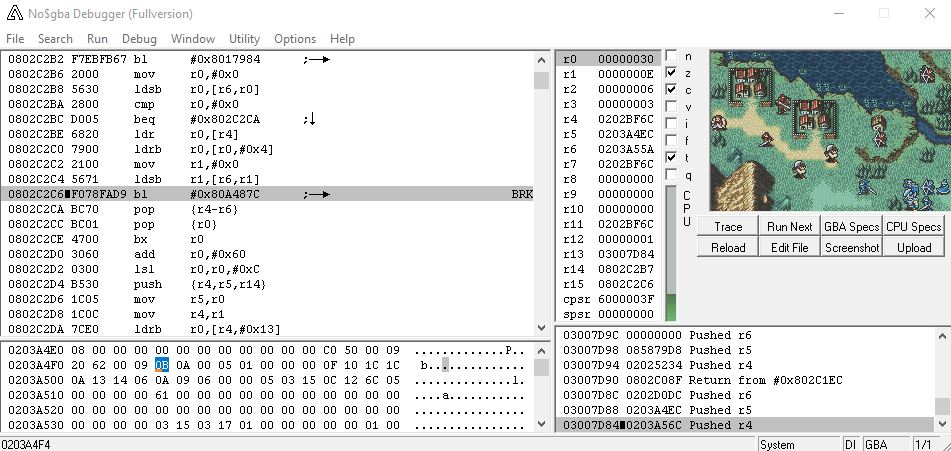 No$gba Debugger (Fullversion)
File Search Run Debug Window Utility Options Help
0802C2B2 F7EBFB67 bl #0x8017984 ;→
0802C2B6 2000 mov r0,#0x0
0802C2B8 5630 ldsb r0,[r6,r0]
0802C2BA 2800 cmp r0,#0x0
0802C2BC D005 beq #0x802C2CA ;↓
0802C2BE 6820 ldr r0,[r4]
0802C2C0 7900 ldrb r0,[r0,#0x4]
0802C2C2 2100 mov r1,#0x0
0802C2C4 5671 ldsb r1,[r6,r1]
0802C2C6 F078FAD9 bl #0x80A487C ;→ BRK
0802C2CA BC70 pop {r4-r6}
0802C2CC BC01 pop {r0}
0802C2CE 4700 bx r0
0802C2D0 3060 add r0,#0x60
0802C2D2 0300 lsl r0,r0,#0xC
0802C2D4 B530 push {r4,r5,r14}
0802C2D6 1C05 mov r5,r0
0802C2D8 1C0C mov r4,r1
0802C2DA 7CE0 ldrb r0,[r4,#0x13]
r0 00000030
r1 0000000E
r2 00000006
r3 00000003
r4 0202BF6C
r5 0203A4EC
r6 0203A55A
r7 0202BF6C
r8 00000000
r9 00000000
r10 00000000
r11 0202BF6C
r12 00000001
r13 03007D84
r14 0802C2B7
r15 0802C2C6
cpsr 6000003F
spsr 00000000
n
z
c
v
i
f
t
q
C
P
U
Trace Run Next GBA Specs CPU Specs
Reload Edit File Screenshot Upload
0203A4E0 08 00 00 00 00 00 00 00 00 00 00 00 C0 50 00 09 .............P..
0203A4F0 20 62 00 09 0B 0A 00 05 01 00 00 00 0F 10 1C 1C b..............
0203A500 0A 13 14 06 0A 09 06 00 00 05 03 15 0C 12 6C 05 ..............l.
0203A510 00 00 00 00 61 00 00 00 00 00 00 00 00 00 00 00 ....a...........
0203A520 00 00 00 00 00 00 00 00 00 00 00 00 00 00 00 00 ................
0203A530 00 00 00 00 03 15 03 17 01 00 00 00 00 00 01 00 ................
03007D9C 00000000 Pushed r6
03007D98 085879D8 Pushed r5
03007D94 02025234 Pushed r4
03007D90 0802C08F Return from #0x802C1EC
03007D8C 0202D0DC Pushed r6
03007D88 0203A4EC Pushed r5
03007D84 0203A56C Pushed r4
0203A4F4 System DI GBA 1/1